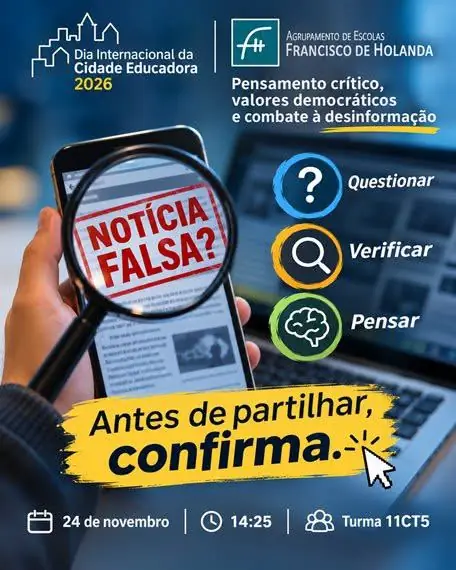 Dia Internacional da
Cidade Educadora
2026
AGRUPAMENTO DE ESCOLAS
FRANCISCO DE HOLANDA
Pensamento crítico,
valores democráticos
e combate à desinformação
NOTÍCIA
FALSA?
?
Questionar
Verificar
Pensar
Antes de partilhar,
confirma.
24 de novembro
14:25
Turma 11CT5